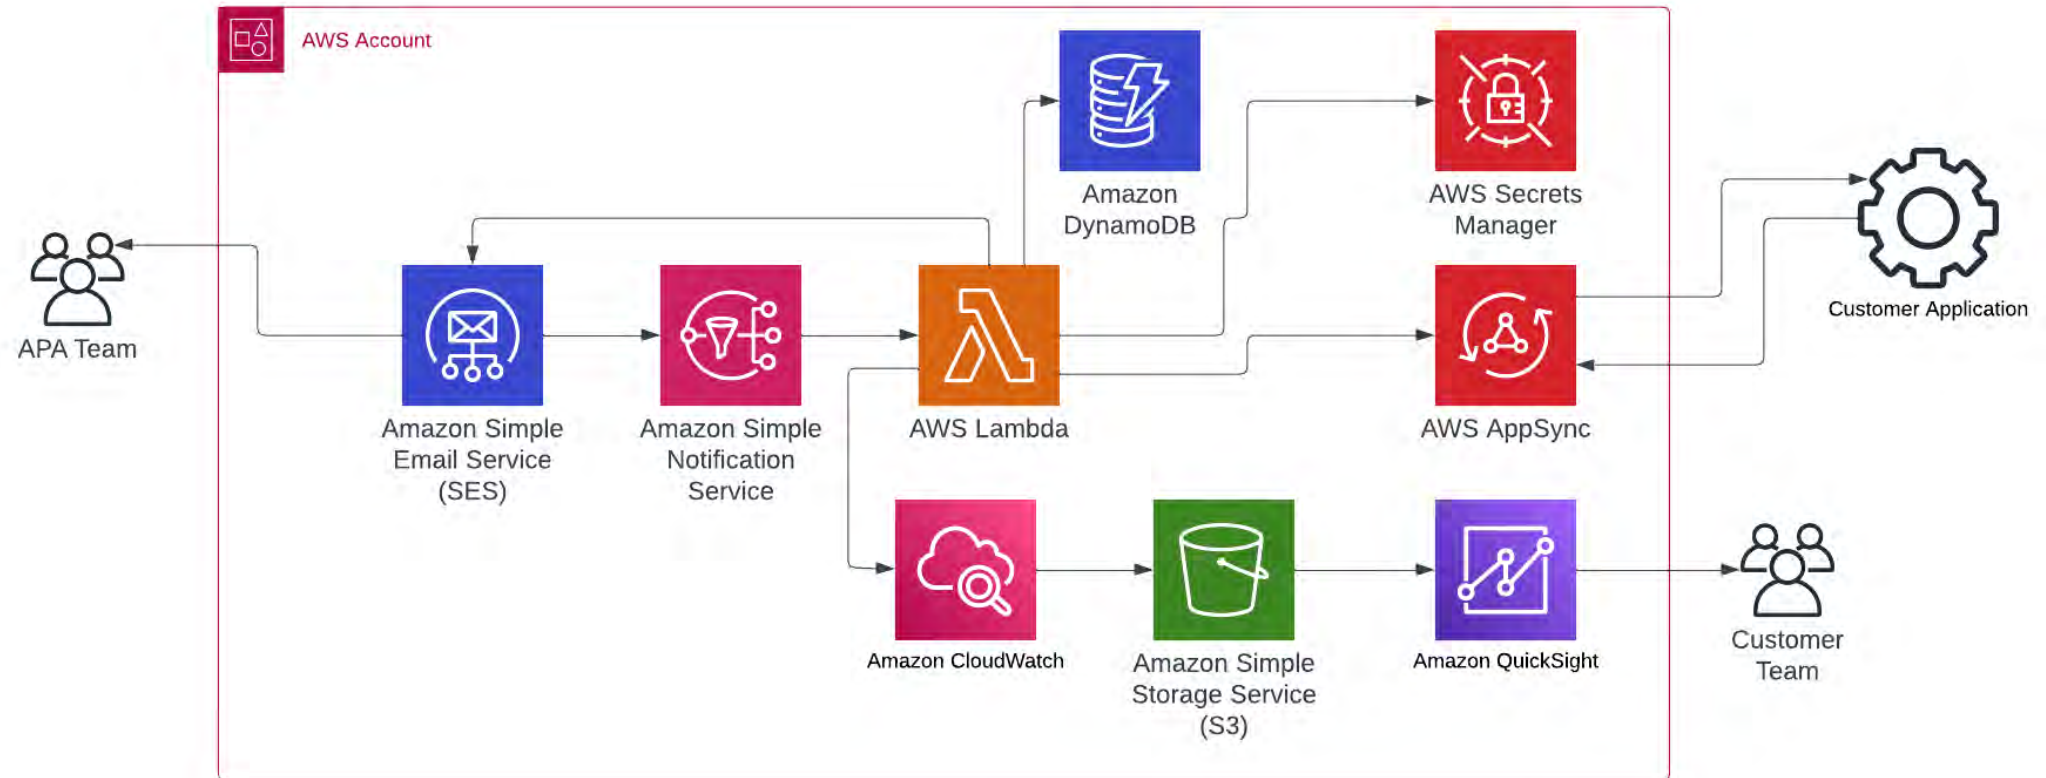 AWS Account
Amazon
DynamoDB
AWS Secrets
Manager
Customer Application
APA Team
Amazon Simple
Email Service
(SES)
Amazon Simple
Notification
Service
AWS Lambda
AWS AppSync
Amazon CloudWatch
Amazon Simple
Storage Service
(S3)
Amazon QuickSight
Customer
Team